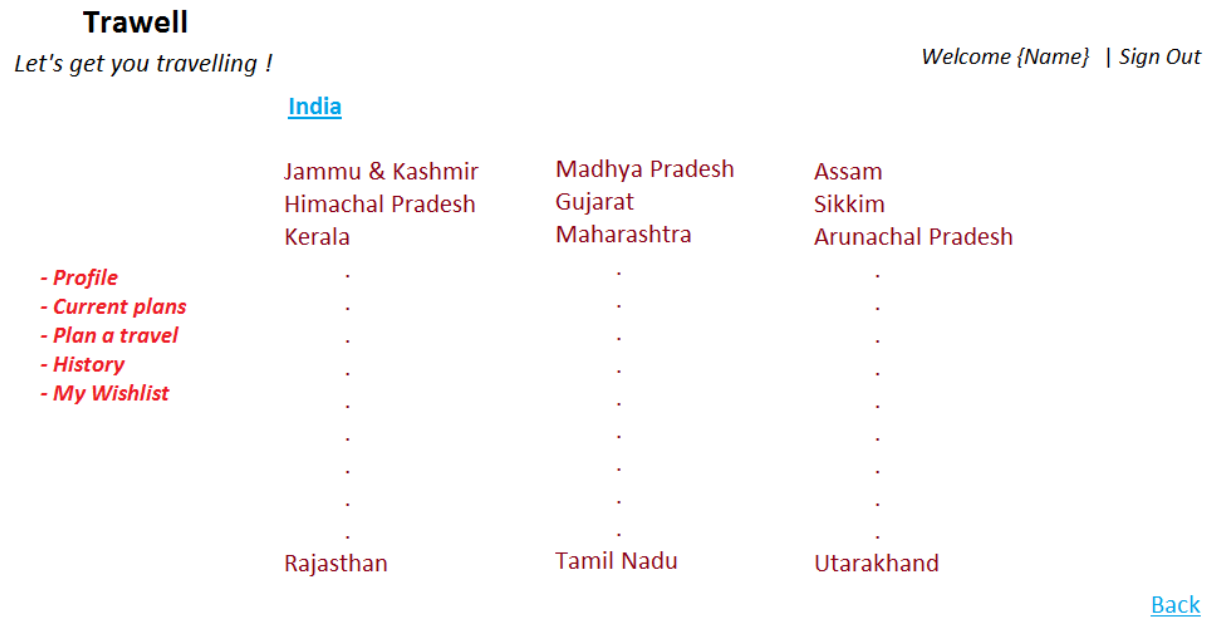 Trawell
Let's get you travelling !
Welcome {Name} | Sign Out
India
Jammu & Kashmir
Himachal Pradesh
Kerala
.
.
.
.
.
.
.
.
.
Rajasthan
Madhya Pradesh
Gujarat
Maharashtra
.
.
.
.
.
.
.
.
.
Tamil Nadu
Assam
Sikkim
Arunachal Pradesh
.
.
.
.
.
.
.
.
.
Utarakhand
- Profile
- Current plans
- Plan a travel
- History
- My Wishlist
Back